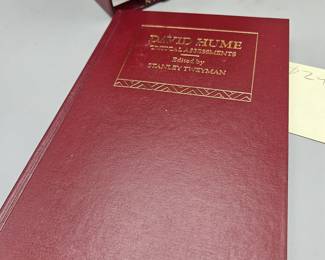 DAVID HUME
CRITICAL ASSESSMENTS
Edited by
STANLEY TWEYMAN